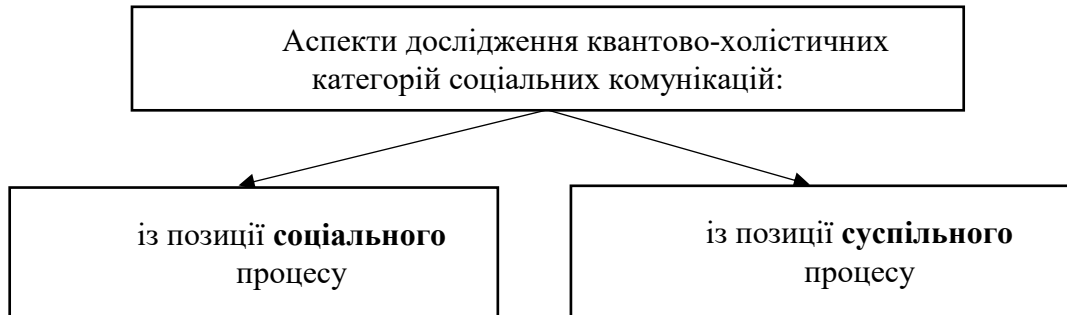 Аспекти дослідження квантово-холістичних
категорій соціальних комунікацій:
із позиції соціального
процесу
із позиції суспільного
процесу